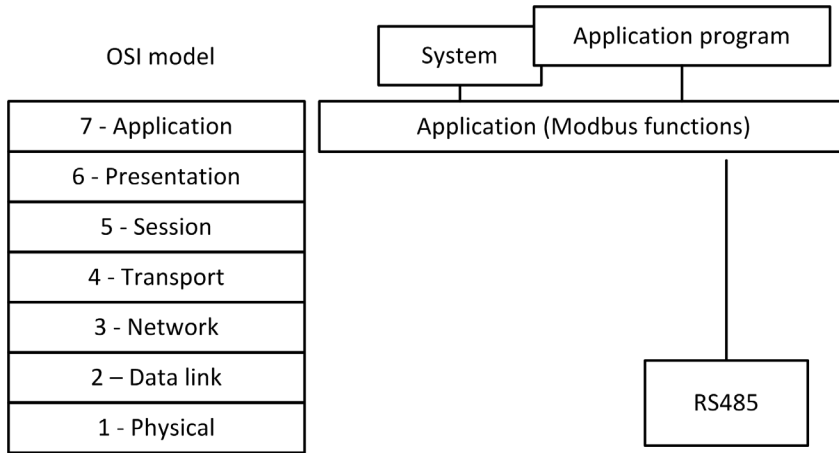 OSI model
7 - Application
6 - Presentation
5 - Session
4 - Transport
3 - Network
2 – Data link
1 - Physical
System
Application program
Application (Modbus functions)
RS485